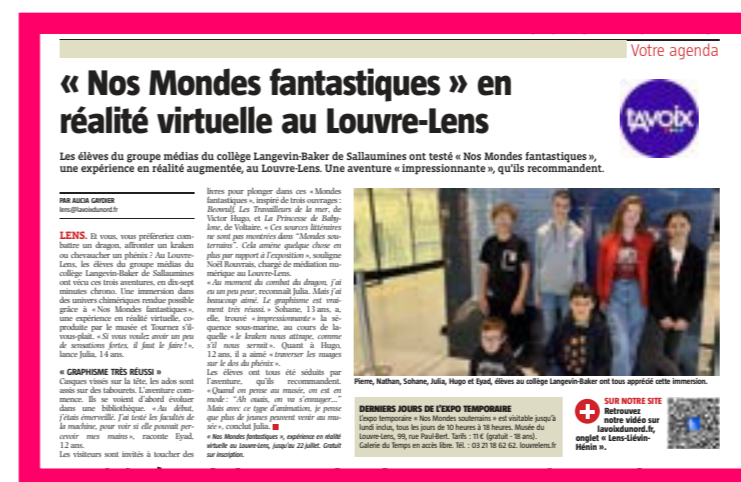 Votre agenda
« Nos Mondes fantastiques » en
réalité virtuelle au Louvre-Lens
tavoix
Les élèves du groupe médias du collège Langevin-Baker de Sallaumines ont testé « Nos Mondes fantastiques »,
une expérience en réalité augmentée, au Louvre-Lens. Une aventure « impressionnante », qu'ils recommandent.
PAR ALICIA GAYDIER
lens@lavoixdunord.fr
LENS. Et vous, vous préféreriez com-
battre un dragon, affronter un kraken
ou chevaucher un phénix ? Au Louvre-
Lens, les élèves du groupe médias du
collège Langevin-Baker de Sallaumines
ont vécu ces trois aventures, en dix-sept
minutes chrono. Une immersion dans
des univers chimériques rendue possible
grâce à « Nos Mondes fantastiques »,
une expérience en réalité virtuelle, co-
produite par le musée et Tournez s'il-
vous-plait. « Si vous voulez avoir un peu
de sensations fortes, il faut le faire ! »,
lance Julia, 14 ans.
« GRAPHISME TRÈS RÉUSSI »
Casques vissés sur la tête, les ados sont
assis sur des tabourets. L'aventure com-
mence. Ils se voient d'abord évoluer
dans une bibliothèque. « Au début,
j'étais émerveillé. J'ai testé les facultés de
la machine, pour voir si elle pouvait per-
cevoir mes mains », raconte Eyad,
12 ans.
Les visiteurs sont invités à toucher des
livres pour plonger dans ces « Mondes
fantastiques », inspiré de trois ouvrages :
Beowulf, Les Travailleurs de la mer, de
Victor Hugo, et La Princesse de Baby-
lone, de Voltaire. « Ces sources littéraires
ne sont pas montrées dans "Mondes sou-
terrains". Cela amène quelque chose en
plus par rapport à l'exposition », souligne
Noël Rouvrais, chargé de médiation nu-
mérique au Louvre-Lens.
« Au moment du combat du dragon, j'ai
eu un peu peur, reconnaît Julia. Mais j'ai
beaucoup aimé. Le graphisme est vrai-
ment très réussi. » Sohane, 13 ans, a,
elle, trouvé « impressionnante » la sé-
quence sous-marine, au cours de la-
quelle « le kraken nous attrape, comme
s'il nous serrait ». Quant à Hugo,
12 ans, il a aimé « traverser les nuages
sur le dos du phénix ».
Les élèves ont tous été séduits par
l'aventure, qu'ils recommandent.
« Quand on pense au musée, on est en
mode : "Ah ouais, on va s'ennuyer..."
Mais avec ce type d'animation, je pense
que plus de jeunes peuvent venir au mu-
sée », conclut Julia.
« Nos Mondes fantastiques », expérience en réalité
virtuelle au Louvre-Lens, jusqu'au 22 juillet. Gratuit
sur inscription.
Pierre, Nathan, Sohane, Julia, Hugo et Eyad, élèves au collège Langevin-Baker ont tous apprécié cette immersion.
DERNIERS JOURS DE L'EXPO TEMPORAIRE
L'expo temporaire « Nos Mondes souterrains » est visitable jusqu'à
lundi inclus, tous les jours de 10 heures à 18 heures. Musée du
Louvre-Lens, 99, rue Paul-Bert. Tarifs : 11 € (gratuit - 18 ans).
Galerie du Temps en accès libre. Tél. : 03 21 18 62 62. louvrelens.fr
SUR NOTRE SITE
Retrouvez
notre vidéo sur
lavoixdunord.fr,
onglet « Lens-Liévin-
Hénin ».